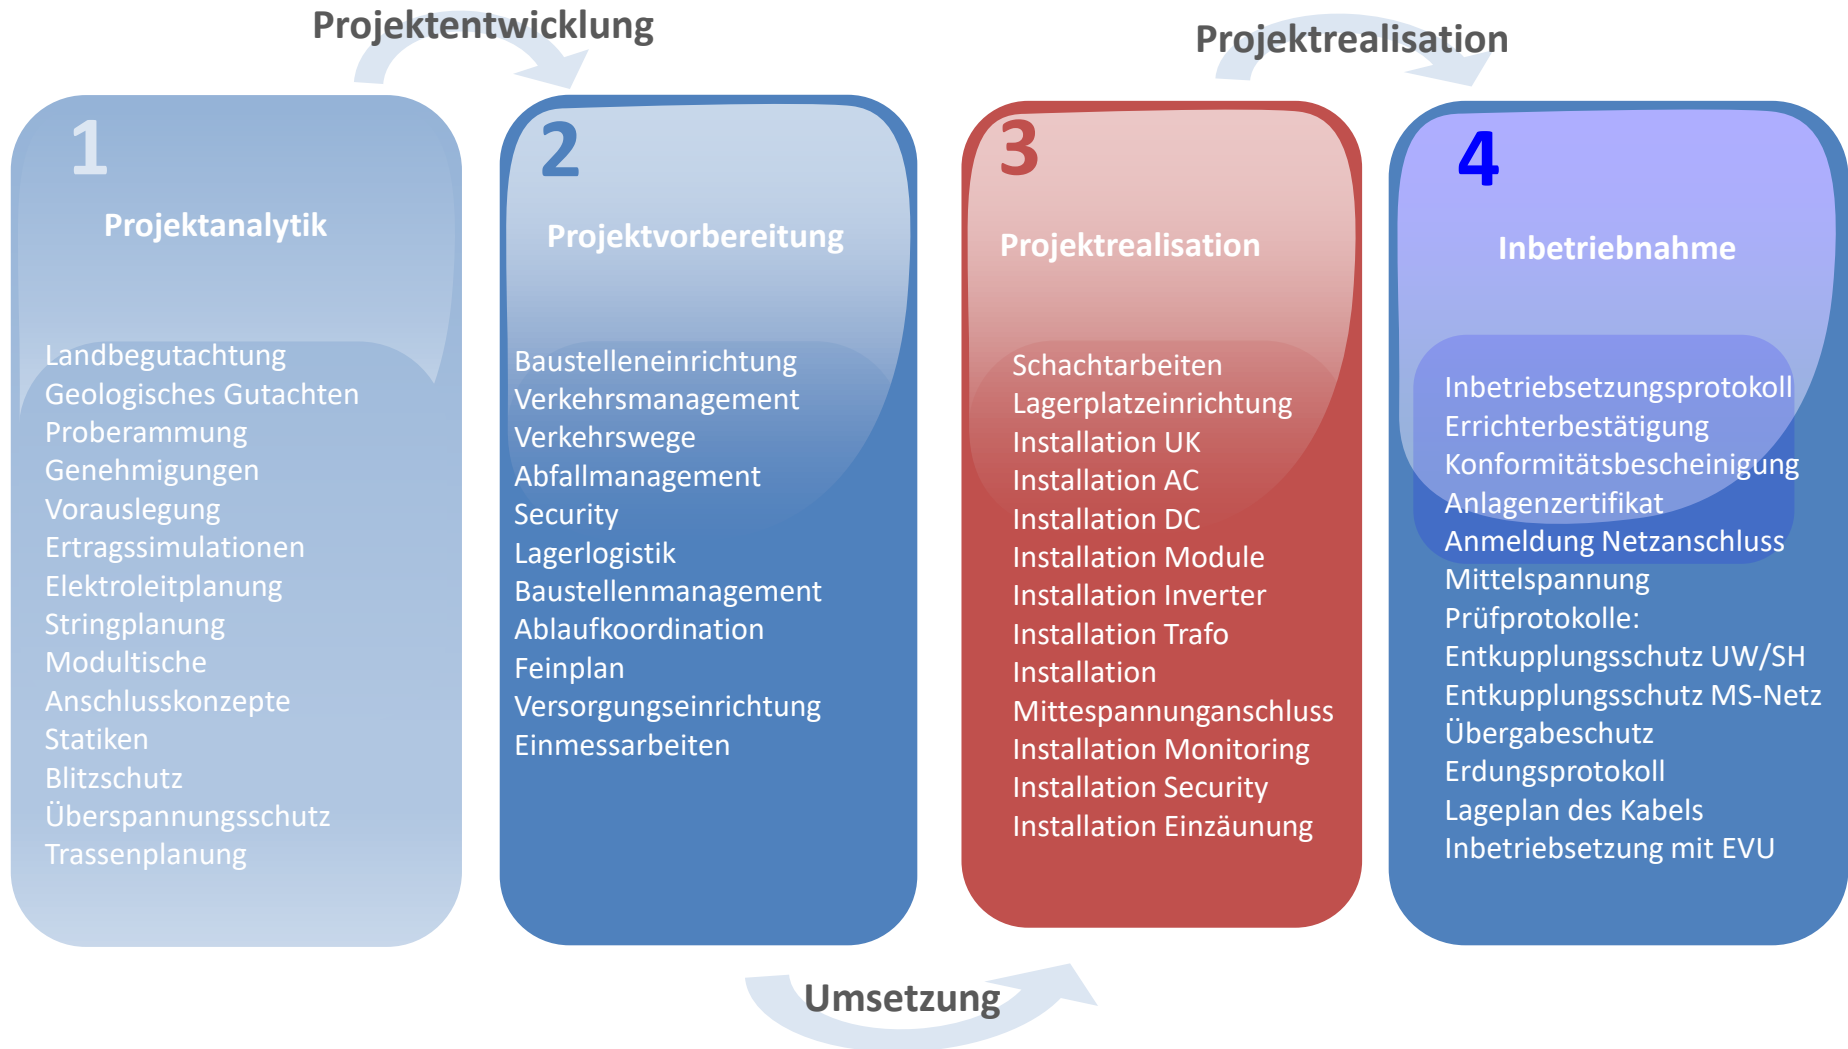 Projektentwicklung
Projektrealisation
1
Projektanalytik
Landbegutachtung
Geologisches Gutachten
Proberammung
Genehmigungen
Vorauslegung
Ertragssimulationen
Elektroleitplanung
Stringplanung
Modultische
Anschlusskonzepte
Statiken
Blitzschutz
Überspannungsschutz
Trassenplanung
2
Projektvorbereitung
Baustelleneinrichtung
Verkehrsmanagement
Verkehrswege
Abfallmanagement
Security
Lagerlogistik
Baustellenmanagement
Ablaufkoordination
Feinplan
Versorgungseinrichtung
Einmessarbeiten
3
Projektrealisation
Schachtarbeiten
Lagerplatzeinrichtung
Installation UK
Installation AC
Installation DC
Installation Module
Installation Inverter
Installation Trafo
Installation
Mittespannunganschluss
Installation Monitoring
Installation Security
Installation Einzäunung
4
Inbetriebnahme
Inbetriebsetzungsprotokoll
Errichterbestätigung
Konformitätsbescheinigung
Anlagenzertifikat
Anmeldung Netzanschluss
Mittelspannung
Prüfprotokolle:
Entkupplungsschutz UW/SH
Entkupplungsschutz MS-Netz
Übergabeschutz
Erdungsprotokoll
Lageplan des Kabels
Inbetriebsetzung mit EVU
Umsetzung